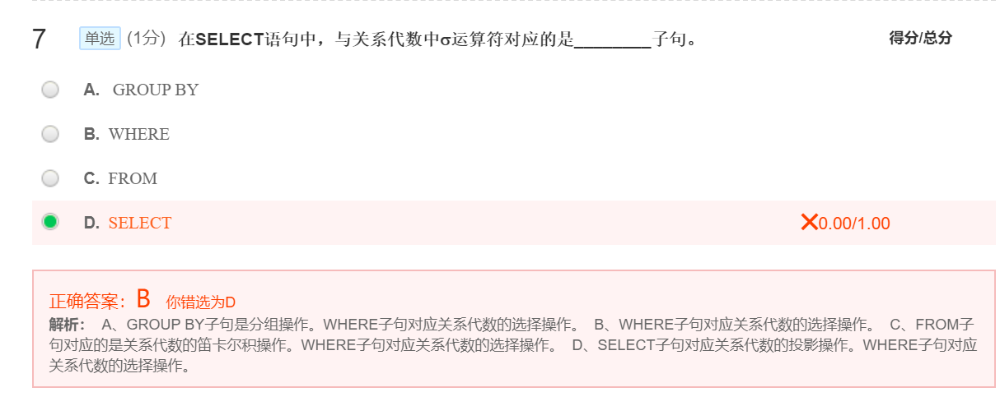 7 单选 (1分) 在SELECT语句中，与关系代数中σ运算符对应的是________子句。 得分/总分
A. GROUP BY
B. WHERE
C. FROM
D. SELECT ✕0.00/1.00
正确答案：B 你错选为D
解析： A、GROUP BY子句是分组操作。WHERE子句对应关系代数的选择操作。 B、WHERE子句对应关系代数的选择操作。 C、FROM子
句对应的是关系代数的笛卡尔积操作。WHERE子句对应关系代数的选择操作。 D、SELECT子句对应关系代数的投影操作。WHERE子句对应
关系代数的选择操作。